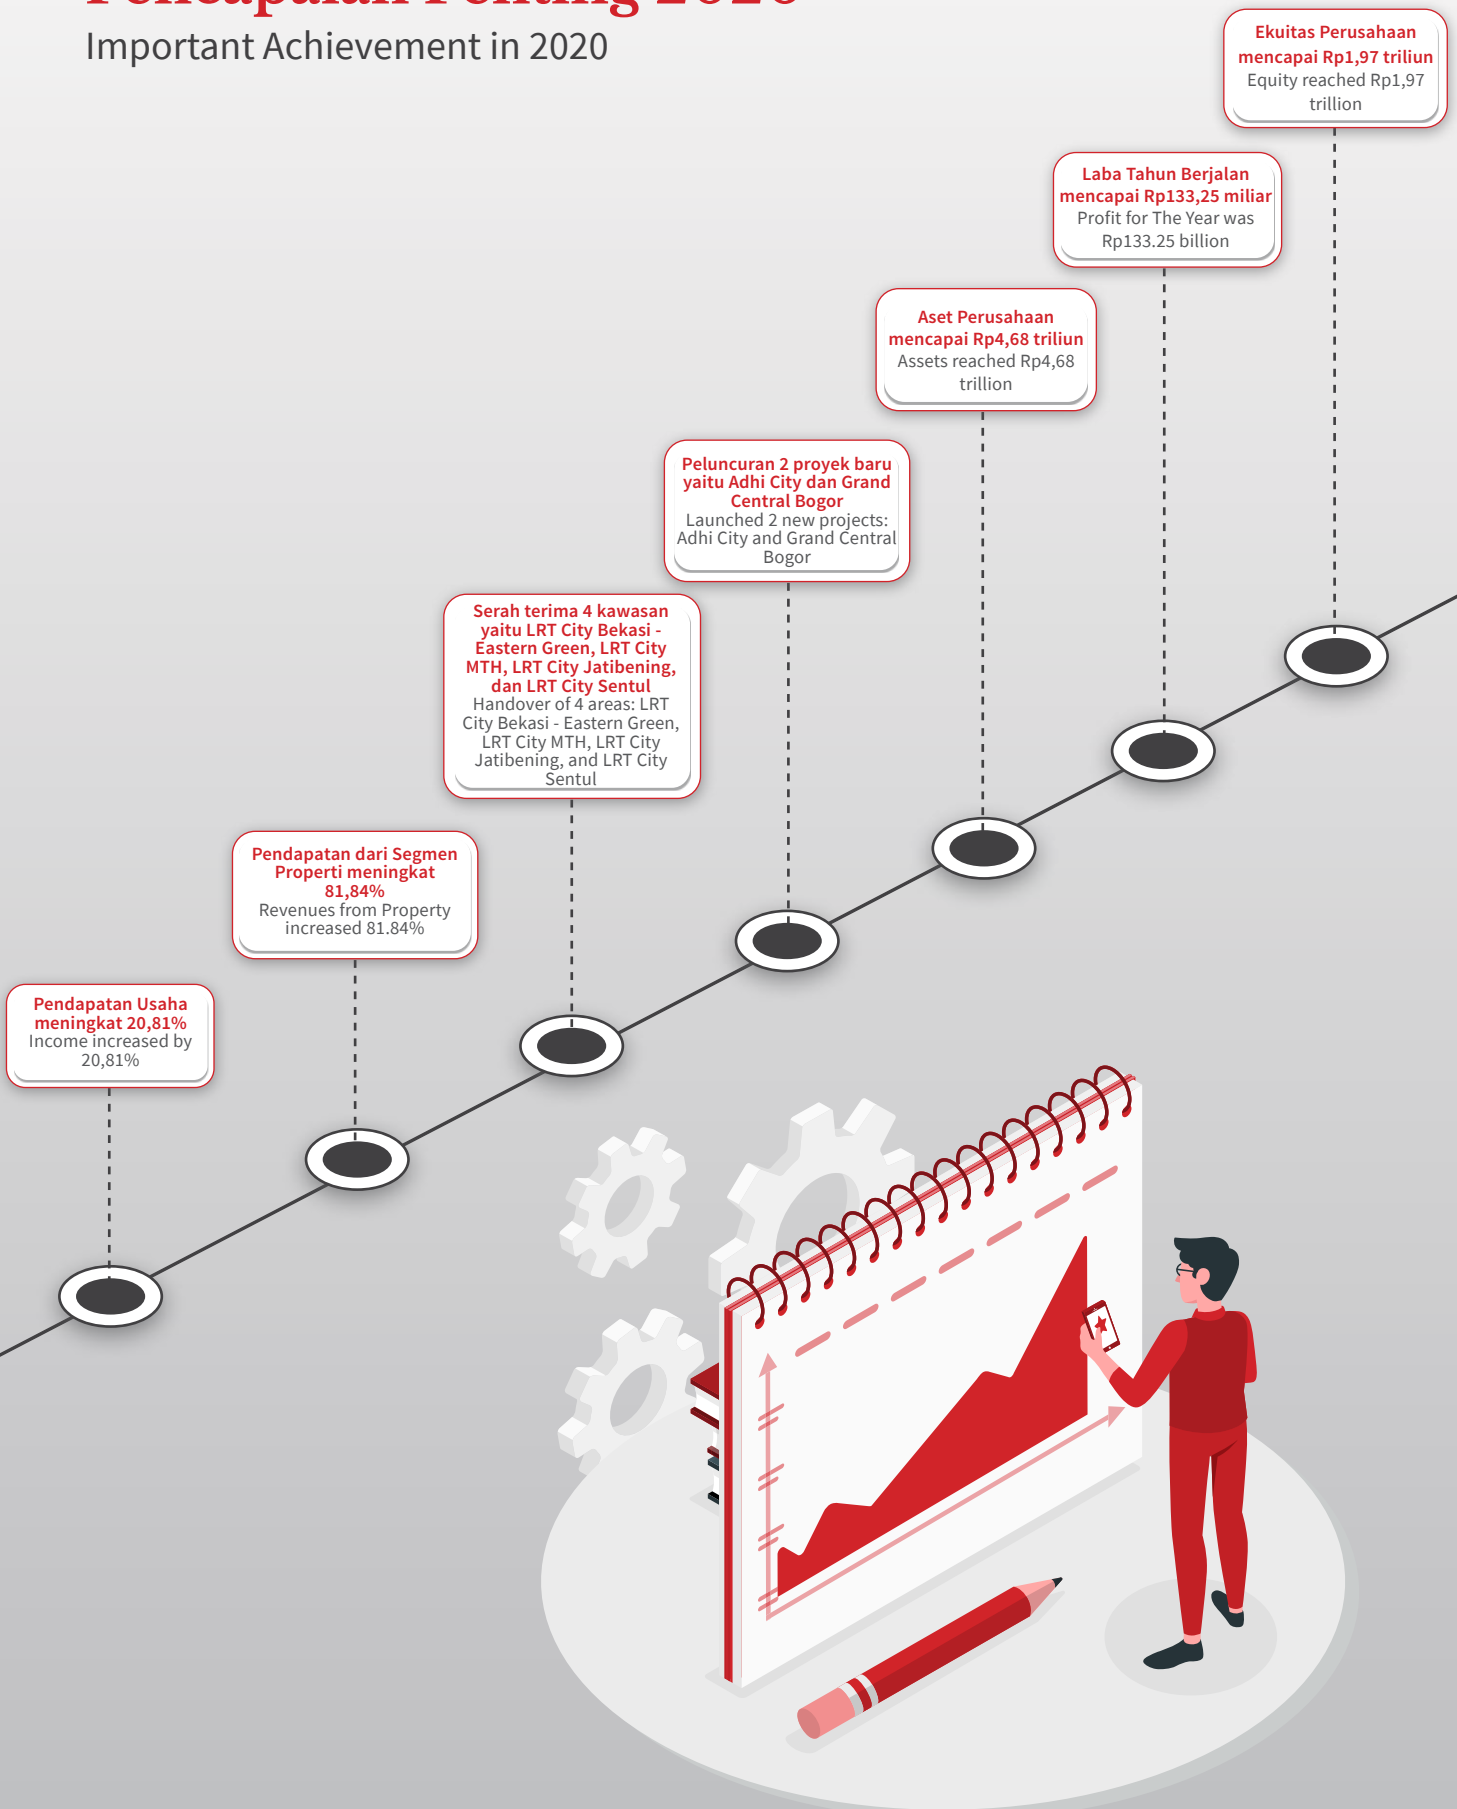 Pencapaian Penting 2020
Important Achievement in 2020
Ekuitas Perusahaan
mencapai Rp1,97 triliun
Equity reached Rp1,97
trillion
Laba Tahun Berjalan
mencapai Rp133,25 miliar
Profit for The Year was
Rp133.25 billion
Aset Perusahaan
mencapai Rp4,68 triliun
Assets reached Rp4,68
trillion
Peluncuran 2 proyek baru
yaitu Adhi City dan Grand
Central Bogor
Launched 2 new projects:
Adhi City and Grand Central
Bogor
Serah terima 4 kawasan
yaitu LRT City Bekasi -
Eastern Green, LRT City
MTH, LRT City Jatibening,
dan LRT City Sentul
Handover of 4 areas: LRT
City Bekasi - Eastern Green,
LRT City MTH, LRT City
Jatibening, and LRT City
Sentul
Pendapatan dari Segmen
Properti meningkat
81,84%
Revenues from Property
increased 81.84%
Pendapatan Usaha
meningkat 20,81%
Income increased by
20,81%